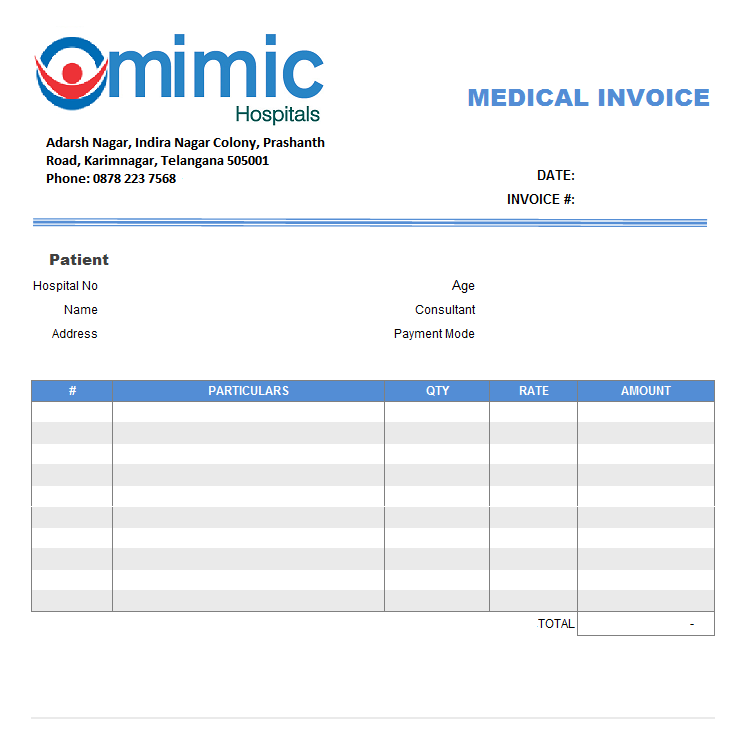 mimic
Hospitals
MEDICAL INVOICE
Adarsh Nagar, Indira Nagar Colony, Prashanth
Road, Karimnagar, Telangana 505001
Phone: 0878 223 7568
DATE:
INVOICE #:
Patient
Hospital No
Age
Name
Consultant
Address
Payment Mode
# PARTICULARS QTY RATE AMOUNT
TOTAL -